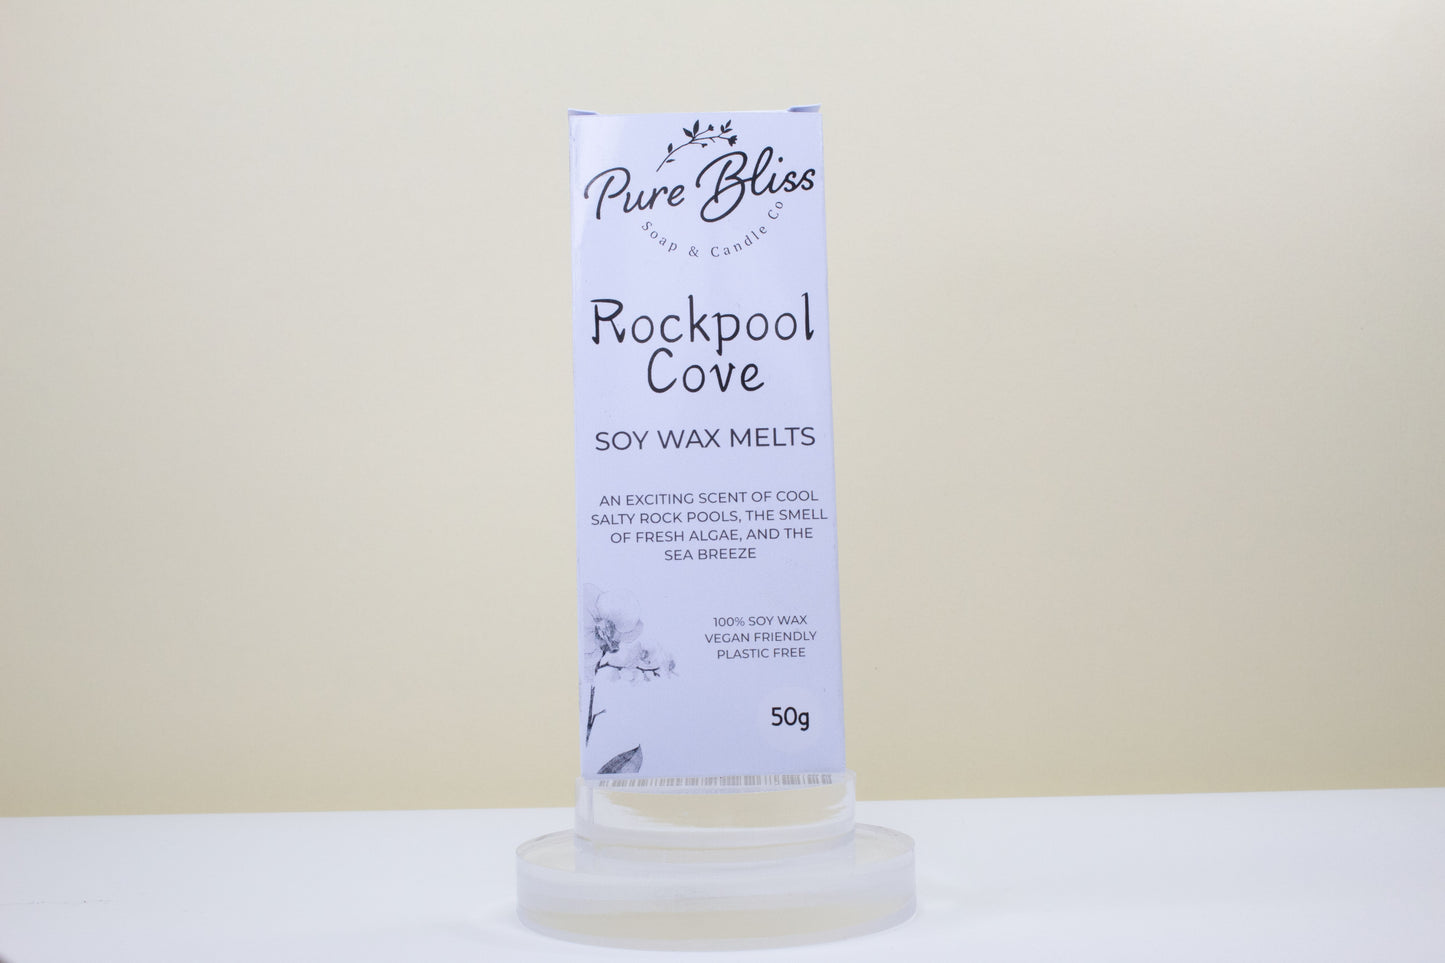 Pure Bliss
Soap & Candle Co
Rockpool
Cove
SOY WAX MELTS
AN EXCITING SCENT OF COOL
SALTY ROCK POOLS, THE SMELL
OF FRESH ALGAE, AND THE
SEA BREEZE
100% SOY WAX
VEGAN FRIENDLY
PLASTIC FREE
50g